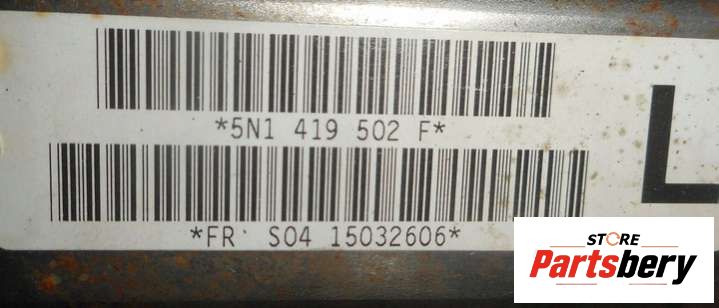 *5N1 419 502 F*
*FR S04 15032606*
L
STORE
Partsbery